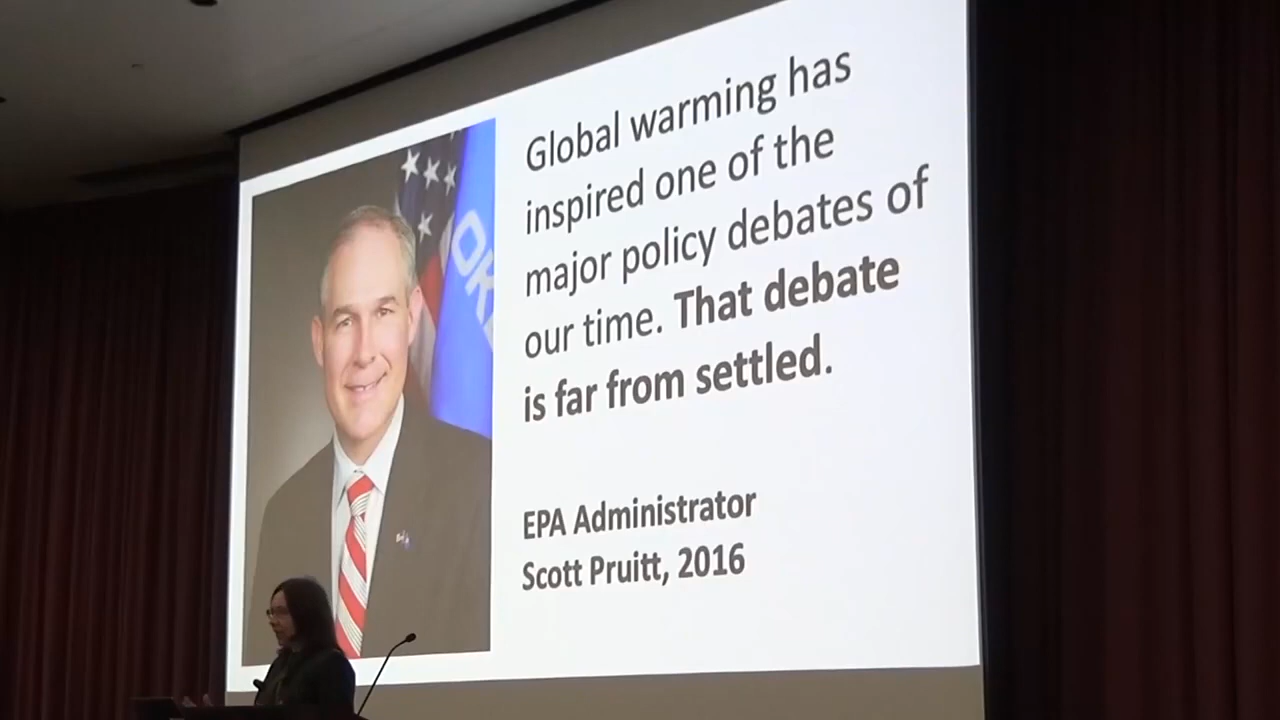 Global warming has
inspired one of the
major policy debates of
our time. That debate
is far from settled.
EPA Administrator
Scott Pruitt, 2016
OK